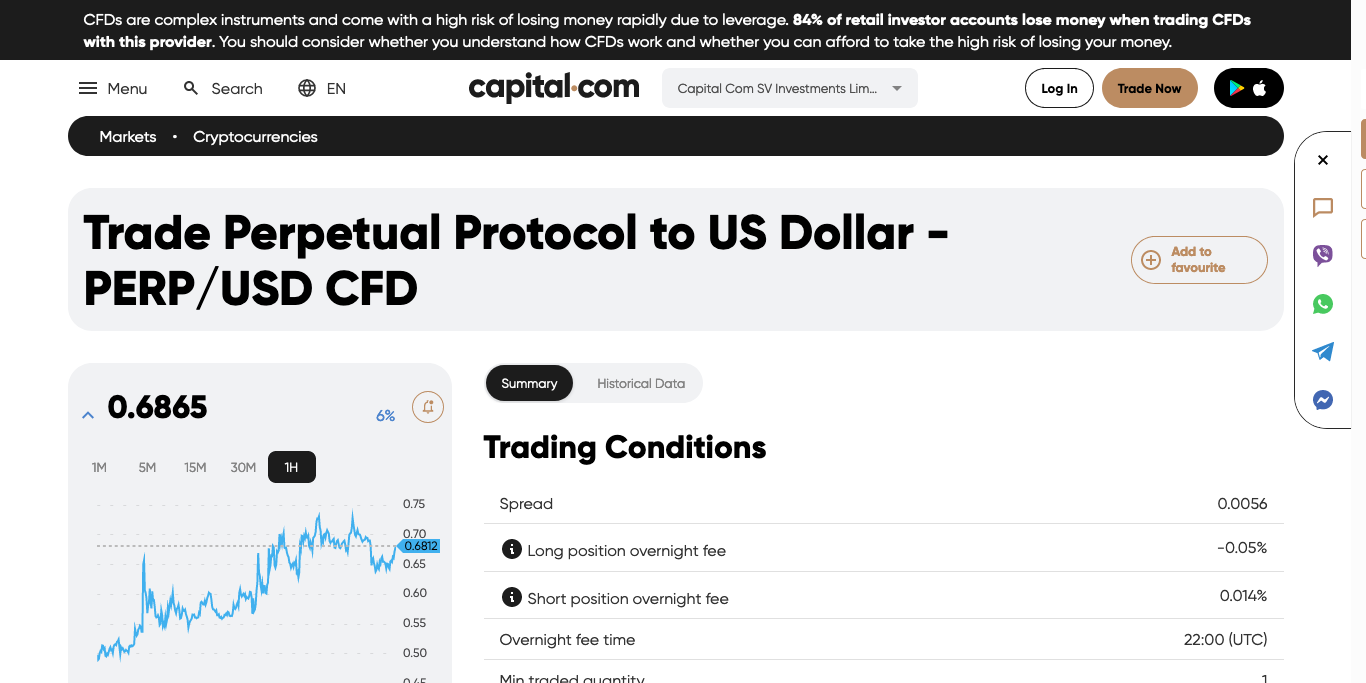 CFDs are complex instruments and come with a high risk of losing money rapidly due to leverage. 84% of retail investor accounts lose money when trading CFDs
with this provider. You should consider whether you understand how CFDs work and whether you can afford to take the high risk of losing your money.
Menu Search EN capital.com Capital Com SV Investments Lim... Log In Trade Now
Markets • Cryptocurrencies
Trade Perpetual Protocol to US Dollar -
PERP/USD CFD
Add to
favourite
0.6865
6%
1M 5M 15M 30M 1H
0.75
0.70
0.6812
0.65
0.60
0.55
0.50
0.45
Summary Historical Data
Trading Conditions
Spread 0.0056
Long position overnight fee -0.05%
Short position overnight fee 0.014%
Overnight fee time 22:00 (UTC)
Min traded quantity 1